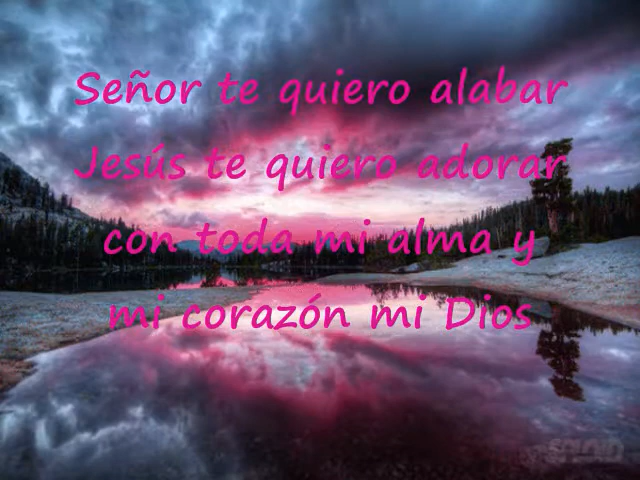 Señor te quiero alabar
Jesús te quiero adorar
con toda mi alma y
mi corazón mi Dios